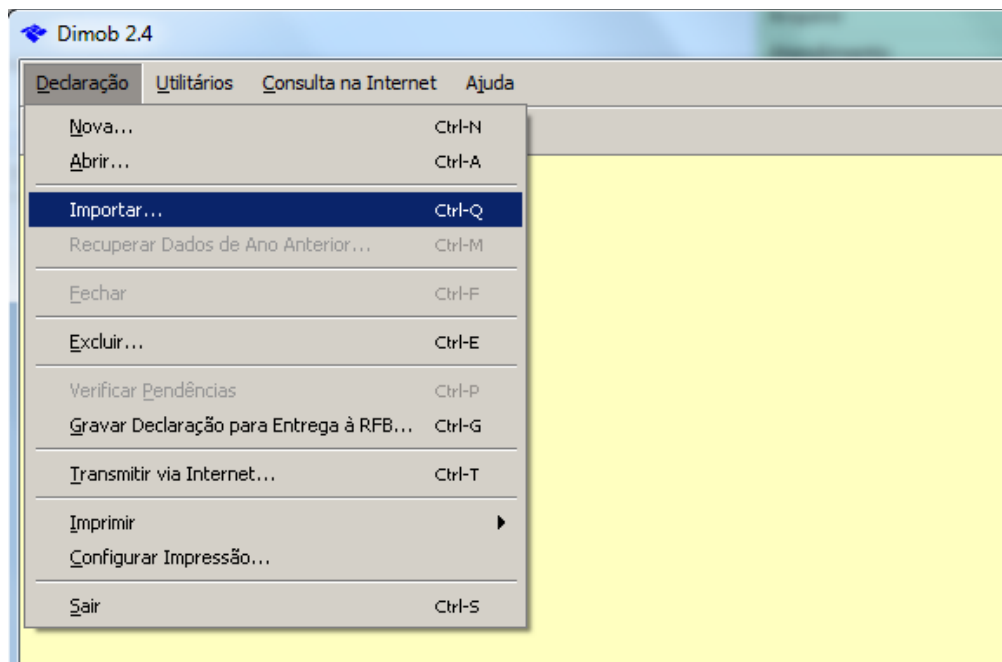 Dimob 2.4
Declaração Utilitários Consulta na Internet Ajuda
Nova... Ctrl-N
Abrir... Ctrl-A
Importar... Ctrl-Q
Recuperar Dados de Ano Anterior... Ctrl-M
Fechar Ctrl-F
Excluir... Ctrl-E
Verificar Pendências Ctrl-P
Gravar Declaração para Entrega à RFB... Ctrl-G
Transmitir via Internet... Ctrl-T
Imprimir
Configurar Impressão...
Sair Ctrl-S